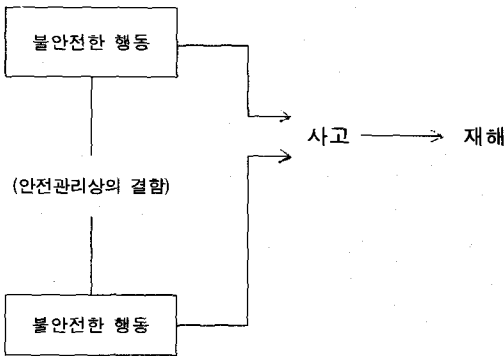 불안전한 행동
사고
재해
(안전관리상의 결함)
불안전한 행동